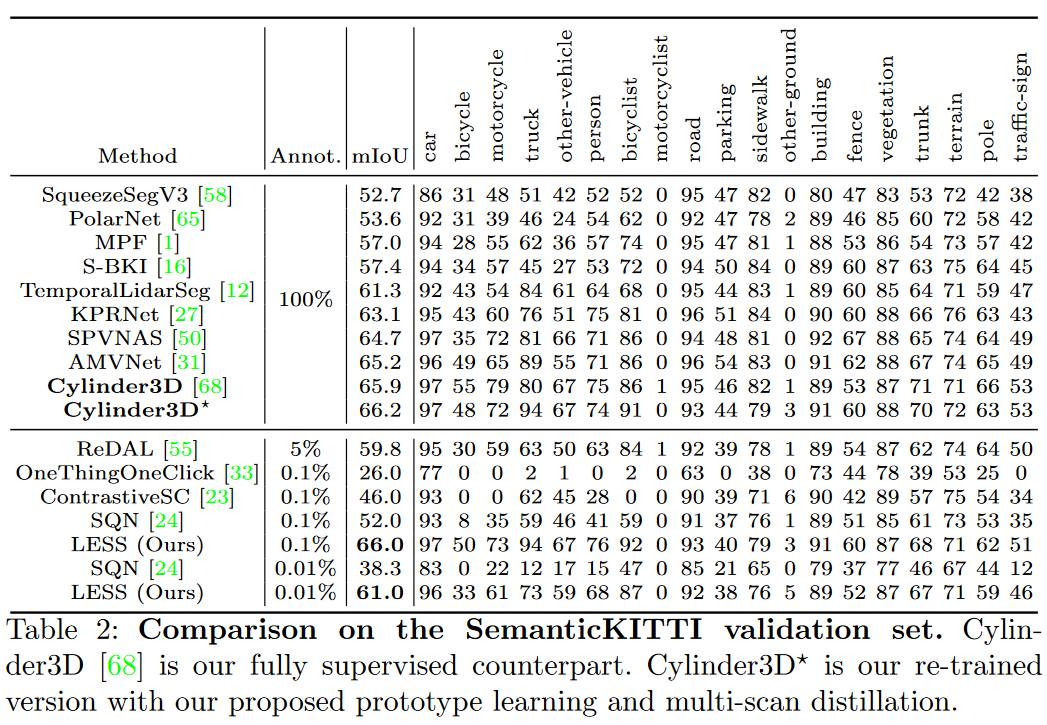 Method Annot. mIoU car bicycle motorcycle truck other-vehicle person bicyclist motorcyclist road parking sidewalk other-ground building fence vegetation trunk terrain pole traffic-sign
SqueezeSegV3 [58] 52.7 86 31 48 51 42 52 52 0 95 47 82 0 80 47 83 53 72 42 38
PolarNet [65] 53.6 92 31 39 46 24 54 62 0 92 47 78 2 89 46 85 60 72 58 42
MPF [1] 57.0 94 28 55 62 36 57 74 0 95 47 81 1 88 53 86 54 73 57 42
S-BKI [16] 57.4 94 34 57 45 27 53 72 0 94 50 84 0 89 60 87 63 75 64 45
TemporalLidarSeg [12] 61.3 92 43 54 84 61 64 68 0 95 44 83 1 89 60 85 64 71 59 47
100%
KPRNet [27] 63.1 95 43 60 76 51 75 81 0 96 51 84 0 90 60 88 66 76 63 43
SPVNAS [50] 64.7 97 35 72 81 66 71 86 0 94 48 81 0 92 67 88 65 74 64 49
AMVNet [31] 65.2 96 49 65 89 55 71 86 0 96 54 83 0 91 62 88 67 74 65 49
Cylinder3D [68] 65.9 97 55 79 80 67 75 86 1 95 46 82 1 89 53 87 71 71 66 53
Cylinder3D⋆ 66.2 97 48 72 94 67 74 91 0 93 44 79 3 91 60 88 70 72 63 53
ReDAL [55] 5% 59.8 95 30 59 63 50 63 84 1 92 39 78 1 89 54 87 62 74 64 50
OneThingOneClick [33] 0.1% 26.0 77 0 0 2 1 0 2 0 63 0 38 0 73 44 78 39 53 25 0
ContrastiveSC [23] 0.1% 46.0 93 0 0 62 45 28 0 0 90 39 71 6 90 42 89 57 75 54 34
SQN [24] 0.1% 52.0 93 8 35 59 46 41 59 0 91 37 76 1 89 51 85 61 73 53 35
LESS (Ours) 0.1% 66.0 97 50 73 94 67 76 92 0 93 40 79 3 91 60 87 68 71 62 51
SQN [24] 0.01% 38.3 83 0 22 12 17 15 47 0 85 21 65 0 79 37 77 46 67 44 12
LESS (Ours) 0.01% 61.0 96 33 61 73 59 68 87 0 92 38 76 5 89 52 87 67 71 59 46
Table 2: Comparison on the SemanticKITTI validation set. Cylin-
der3D [68] is our fully supervised counterpart. Cylinder3D⋆ is our re-trained
version with our proposed prototype learning and multi-scan distillation.